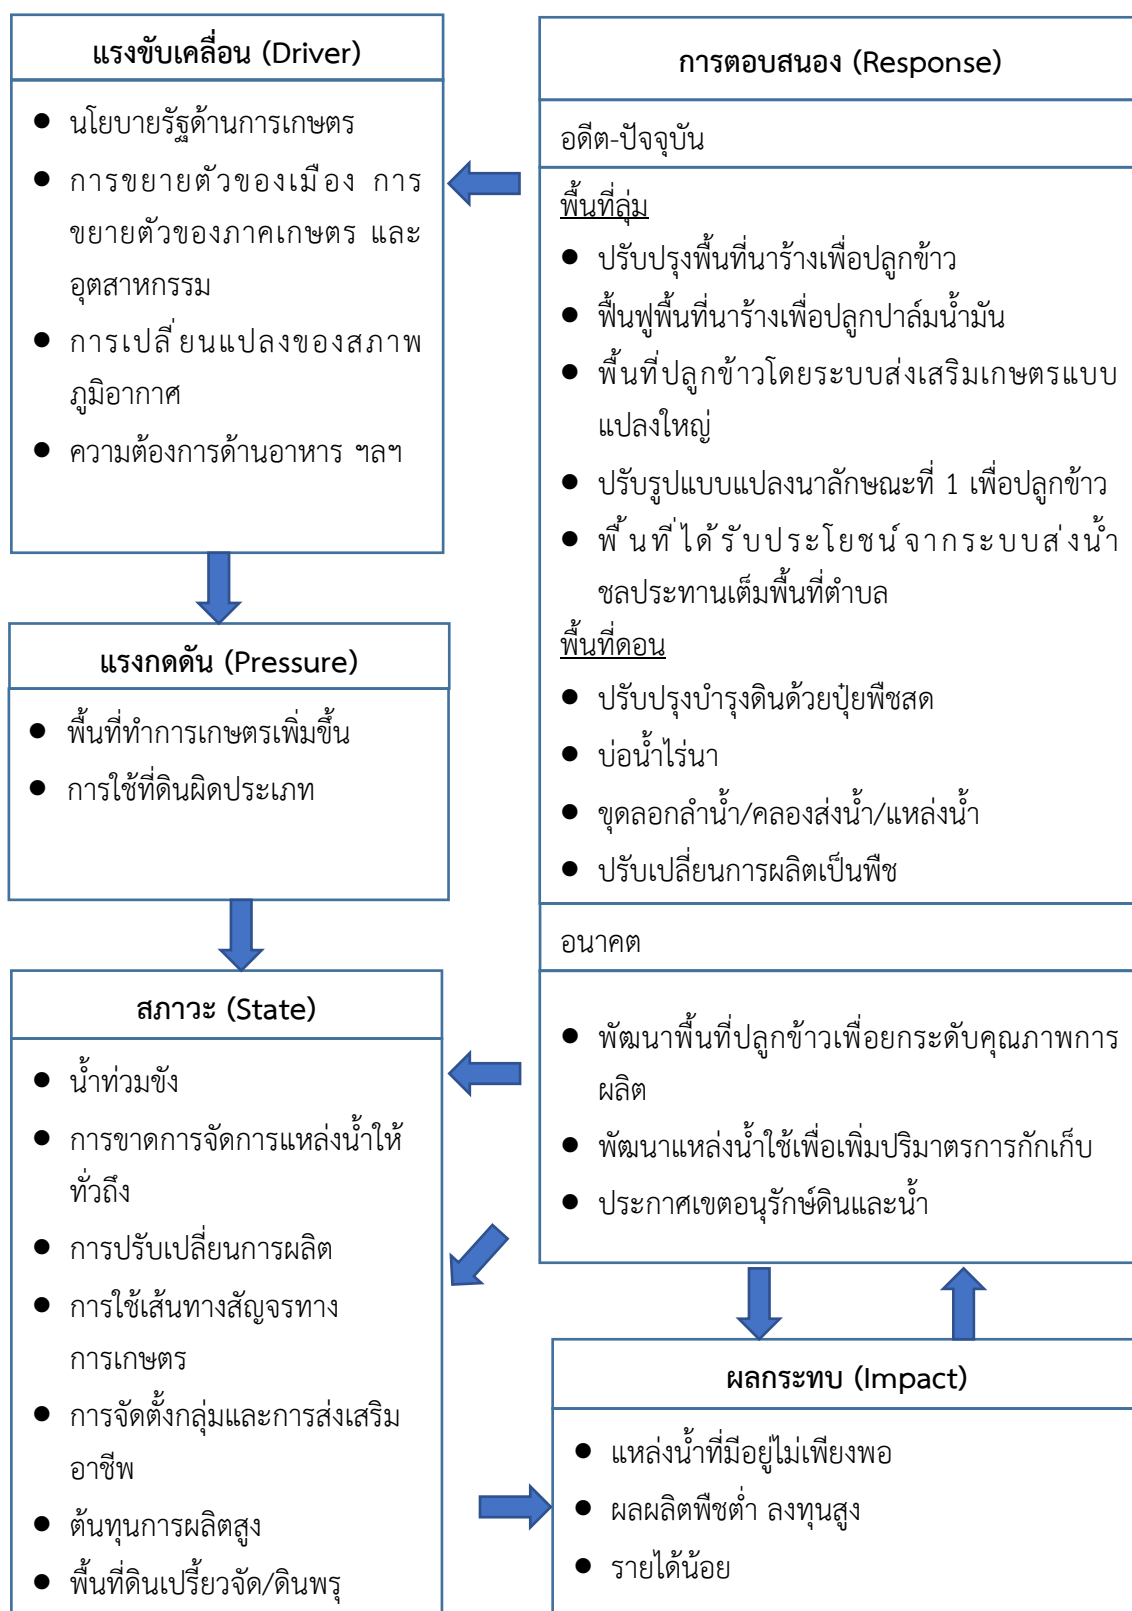 แรงขับเคลื่อน (Driver)
นโยบายรัฐด้านการเกษตร
การขยายตัวของเมือง การ
ขยายตัวของภาคเกษตร และ
อุตสาหกรรม
การเปลี่ยนแปลงของสภาพ
ภูมิอากาศ
ความต้องการด้านอาหาร ฯลฯ
แรงกดดัน (Pressure)
พื้นที่ทำการเกษตรเพิ่มขึ้น
การใช้ที่ดินผิดประเภท
สภาวะ (State)
น้ำท่วมขัง
การขาดการจัดการแหล่งน้ำให้
ทั่วถึง
การปรับเปลี่ยนการผลิต
การใช้เส้นทางสัญจรทาง
การเกษตร
การจัดตั้งกลุ่มและการส่งเสริม
อาชีพ
ต้นทุนการผลิตสูง
พื้นที่ดินเปรี้ยวจัด/ดินพรุ
การตอบสนอง (Response)
อดีต-ปัจจุบัน
พื้นที่ลุ่ม
ปรับปรุงพื้นที่นาร้างเพื่อปลูกข้าว
ฟื้นฟูพื้นที่นาร้างเพื่อปลูกปาล์มน้ำมัน
พื้นที่ปลูกข้าวโดยระบบส่งเสริมเกษตรแบบ
แปลงใหญ่
ปรับรูปแบบแปลงนาลักษณะที่ 1 เพื่อปลูกข้าว
พื้นที่ได้รับประโยชน์จากระบบส่งน้ำ
ชลประทานเต็มพื้นที่ตำบล
พื้นที่ดอน
ปรับปรุงบำรุงดินด้วยปุ๋ยพืชสด
บ่อน้ำไร่นา
ขุดลอกลำน้ำ/คลองส่งน้ำ/แหล่งน้ำ
ปรับเปลี่ยนการผลิตเป็นพืช
อนาคต
พัฒนาพื้นที่ปลูกข้าวเพื่อยกระดับคุณภาพการ
ผลิต
พัฒนาแหล่งน้ำใช้เพื่อเพิ่มปริมาตรการกักเก็บ
ประกาศเขตอนุรักษ์ดินและน้ำ
ผลกระทบ (Impact)
แหล่งน้ำที่มีอยู่ไม่เพียงพอ
ผลผลิตพืชต่ำ ลงทุนสูง
รายได้น้อย